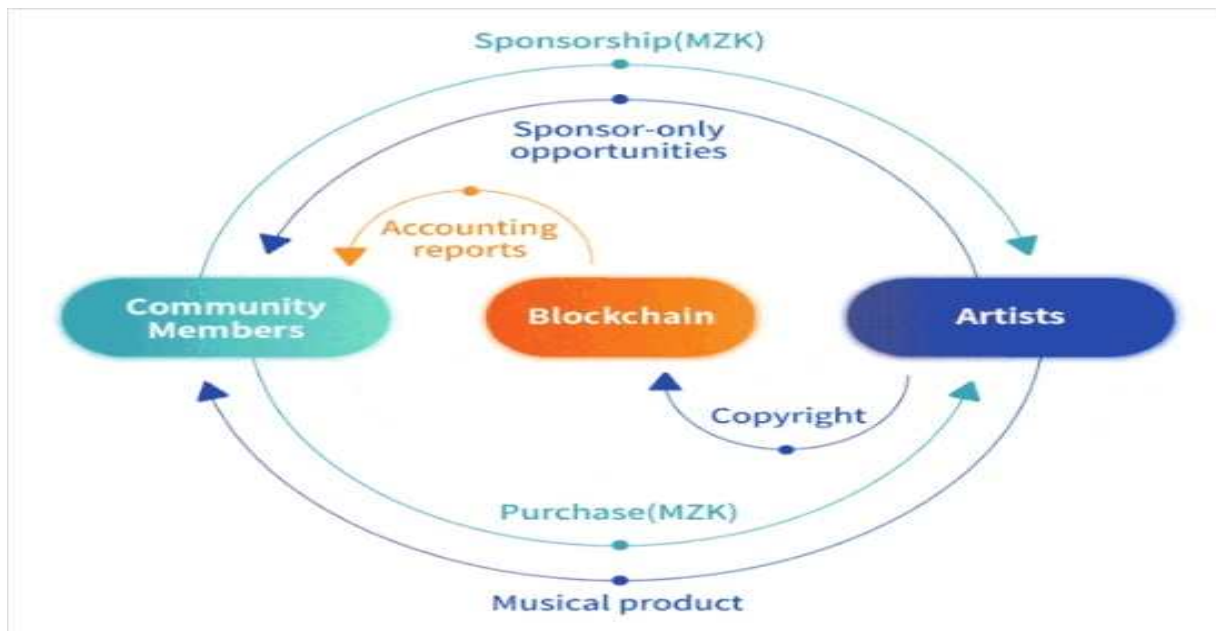 Sponsorship(MZK)
Sponsor-only
opportunities
Accounting
reports
Community
Members
Blockchain
Artists
Copyright
Purchase(MZK)
Musical product